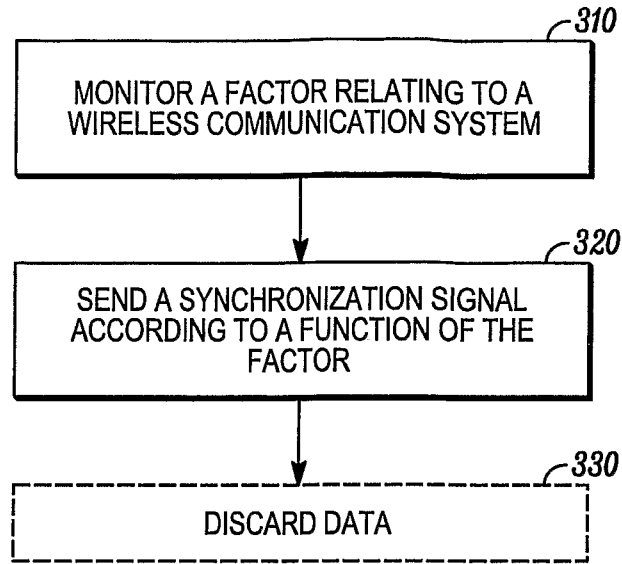 310
MONITOR A FACTOR RELATING TO A
WIRELESS COMMUNICATION SYSTEM
320
SEND A SYNCHRONIZATION SIGNAL
ACCORDING TO A FUNCTION OF THE
FACTOR
330
DISCARD DATA